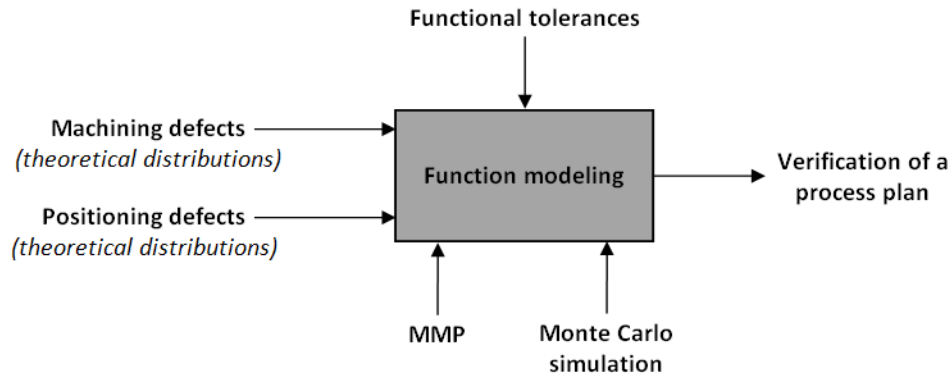 Functional tolerances
Machining defects
(theoretical distributions)
Function modeling
Verification of a
process plan
Positioning defects
(theoretical distributions)
MMP
Monte Carlo
simulation